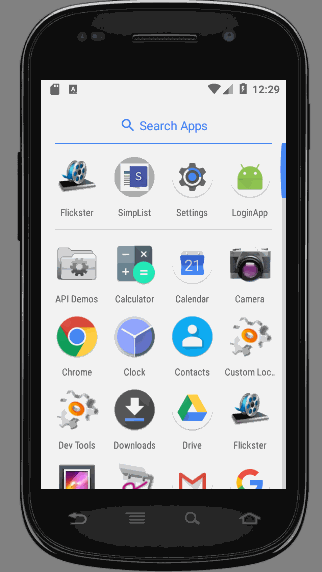 12:29
Search Apps
Flickster
SimpList
Settings
LoginApp
API Demos
Calculator
21
Calendar
Camera
Chrome
Clock
Contacts
Custom Loc..
Dev Tools
Downloads
Drive
Flickster